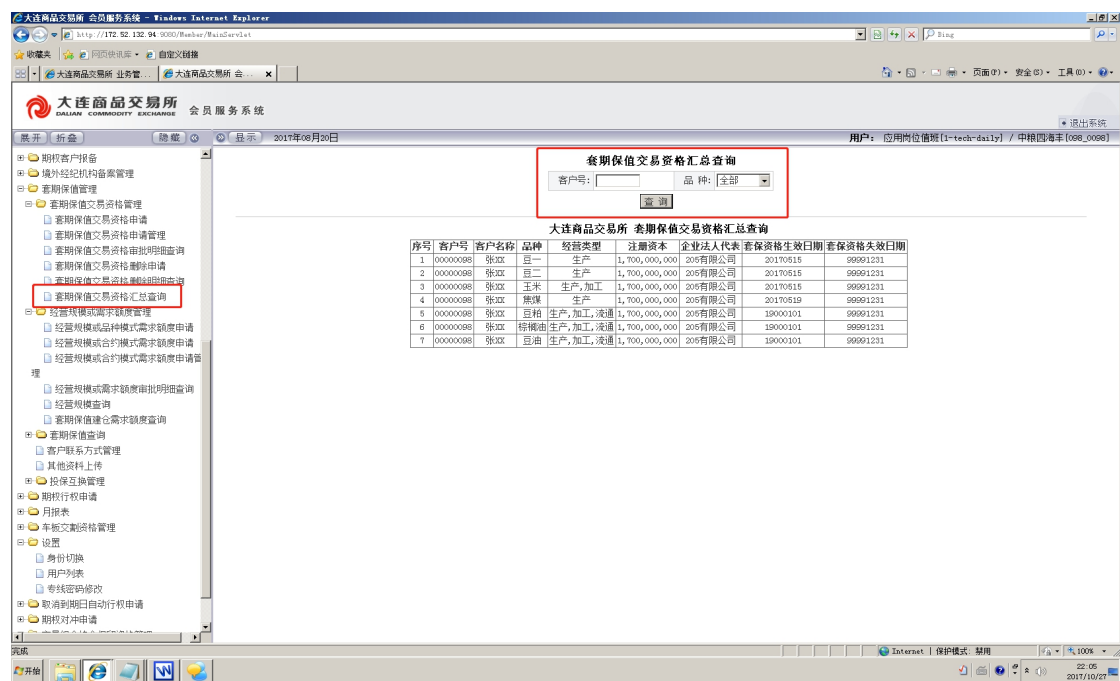 大连商品交易所 会员服务系统 - Windows Internet Explorer
http://172.52.132.94:9080/Member/MainServlet
Bing
收藏夹 网页快讯库 自定义链接
大连商品交易所 业务管... 大连商品交易所 会... x
页面(P) 安全(S) 工具(O)
大连商品交易所 会员服务系统
DALIAN COMMODITY EXCHANGE
退出系统
展开 折叠 隐藏 显示 2017年08月20日 用户: 应用岗位值班[1-tech-daily] / 中粮四海丰[098_0098]
期权客户报备
境外经纪机构备案管理
套期保值管理
套期保值交易资格管理
套期保值交易资格申请
套期保值交易资格申请管理
套期保值交易资格审批明细查询
套期保值交易资格删除申请
套期保值交易资格删除明细查询
套期保值交易资格汇总查询
经营规模或需求额度管理
经营规模或品种模式需求额度申请
经营规模或合约模式需求额度申请
经营规模或合约模式需求额度申请管
理
经营规模或需求额度审批明细查询
经营规模查询
套期保值建仓需求额度查询
套期保值查询
客户联系方式管理
其他资料上传
投保互换管理
期权行权申请
月报表
车板交割资格管理
设置
身份切换
用户列表
专线密码修改
取消到期日自动行权申请
期权对冲申请
套期保值交易资格汇总查询
客户号: 品 种: 全部
查 询
大连商品交易所 套期保值交易资格汇总查询
序号 客户号 客户名称 品种 经营类型 注册资本 企业法人代表 套保资格生效日期 套保资格失效日期
1 00000098 张XX 豆一 生产 1,700,000,000 205有限公司 20170515 99991231
2 00000098 张XX 豆二 生产 1,700,000,000 205有限公司 20170515 99991231
3 00000098 张XX 玉米 生产,加工 1,700,000,000 205有限公司 20170515 99991231
4 00000098 张XX 焦煤 生产 1,700,000,000 205有限公司 20170519 99991231
5 00000098 张XX 豆粕 生产,加工,流通 1,700,000,000 205有限公司 19000101 99991231
6 00000098 张XX 棕榈油 生产,加工,流通 1,700,000,000 205有限公司 19000101 99991231
7 00000098 张XX 豆油 生产,加工,流通 1,700,000,000 205有限公司 19000101 99991231
完成 Internet | 保护模式: 禁用 100%
开始 22:05
2017/10/27